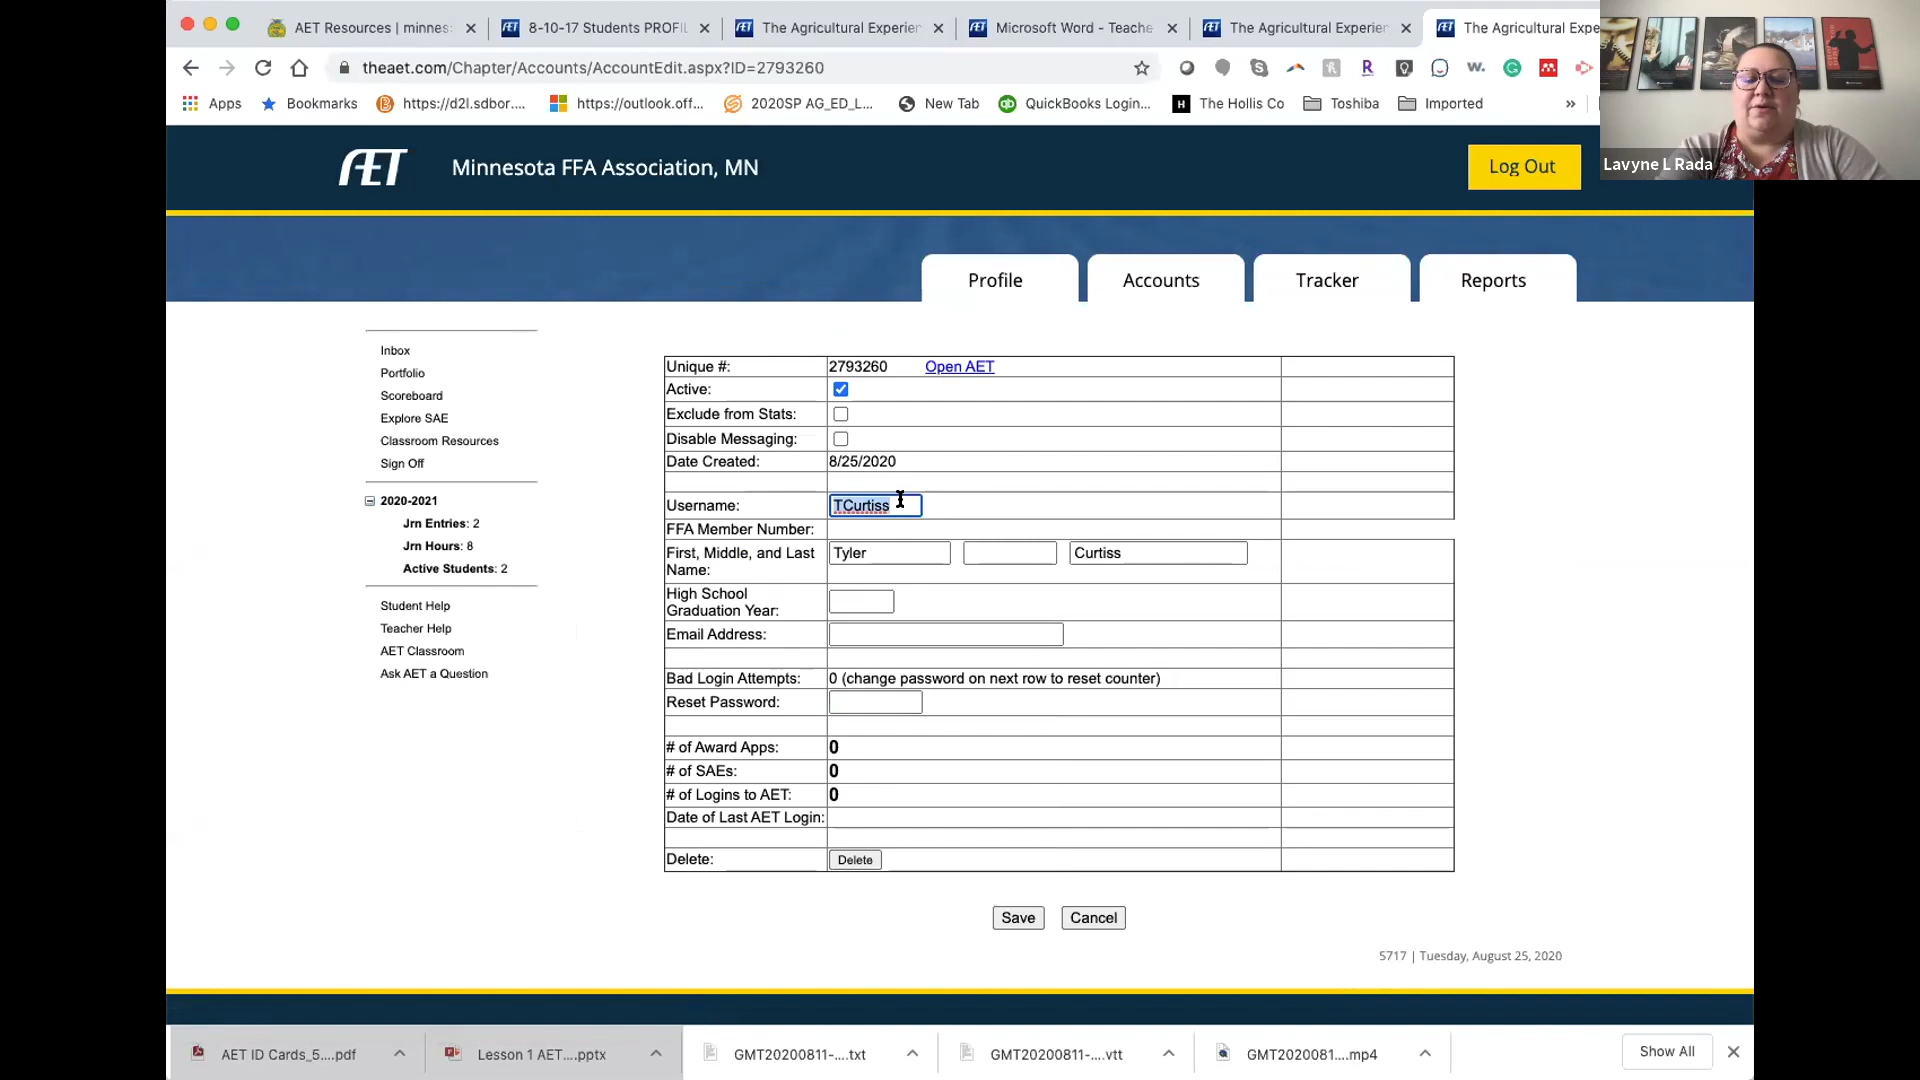 AET Resources | minnes
8-10-17 Students PROFIL
The Agricultural Experien
Microsoft Word - Teache
The Agricultural Experien
The Agricultural Expe
theaet.com/Chapter/Accounts/AccountEdit.aspx?ID=2793260
Apps
Bookmarks
https://d2l.sdbor....
https://outlook.off...
2020SP AG_ED_L...
New Tab
QuickBooks Login...
The Hollis Co
Toshiba
Imported
»
Lavyne L Rada
AET
Minnesota FFA Association, MN
Log Out
Profile
Accounts
Tracker
Reports
Inbox
Portfolio
Scoreboard
Explore SAE
Classroom Resources
Sign Off
2020-2021
Jrn Entries: 2
Jrn Hours: 8
Active Students: 2
Student Help
Teacher Help
AET Classroom
Ask AET a Question
Unique #: 2793260 Open AET
Active:
Exclude from Stats:
Disable Messaging:
Date Created: 8/25/2020
Username: TCurtiss
FFA Member Number:
First, Middle, and Last Name: Tyler Curtiss
High School
Graduation Year:
Email Address:
Bad Login Attempts: 0 (change password on next row to reset counter)
Reset Password:
# of Award Apps: 0
# of SAEs: 0
# of Logins to AET: 0
Date of Last AET Login:
Delete: Delete
Save Cancel
5717 | Tuesday, August 25, 2020
AET ID Cards_5....pdf
Lesson 1 AET....pptx
GMT20200811-....txt
GMT20200811-....vtt
GMT2020081....mp4
Show All